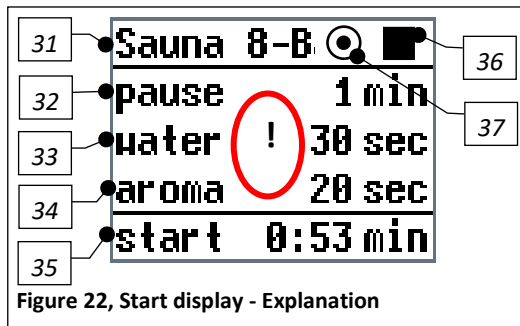 31 Sauna 8-B. 36
37
32 pause 1 min
33 water ! 30 sec
34 aroma 20 sec
35 start 0:53 min
Figure 22, Start display - Explanation